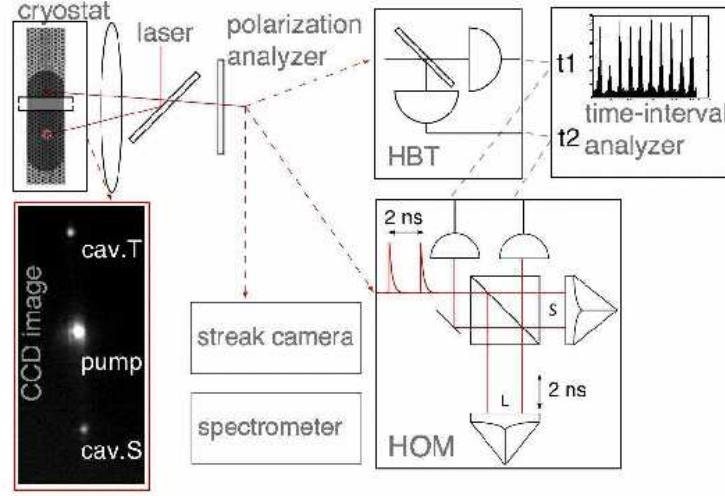 cryostat
laser
polarization
analyzer
HBT
t1
t2
time-interval
analyzer
CCD image
cav.T
pump
cav.S
streak camera
spectrometer
2 ns
S
L
2 ns
HOM